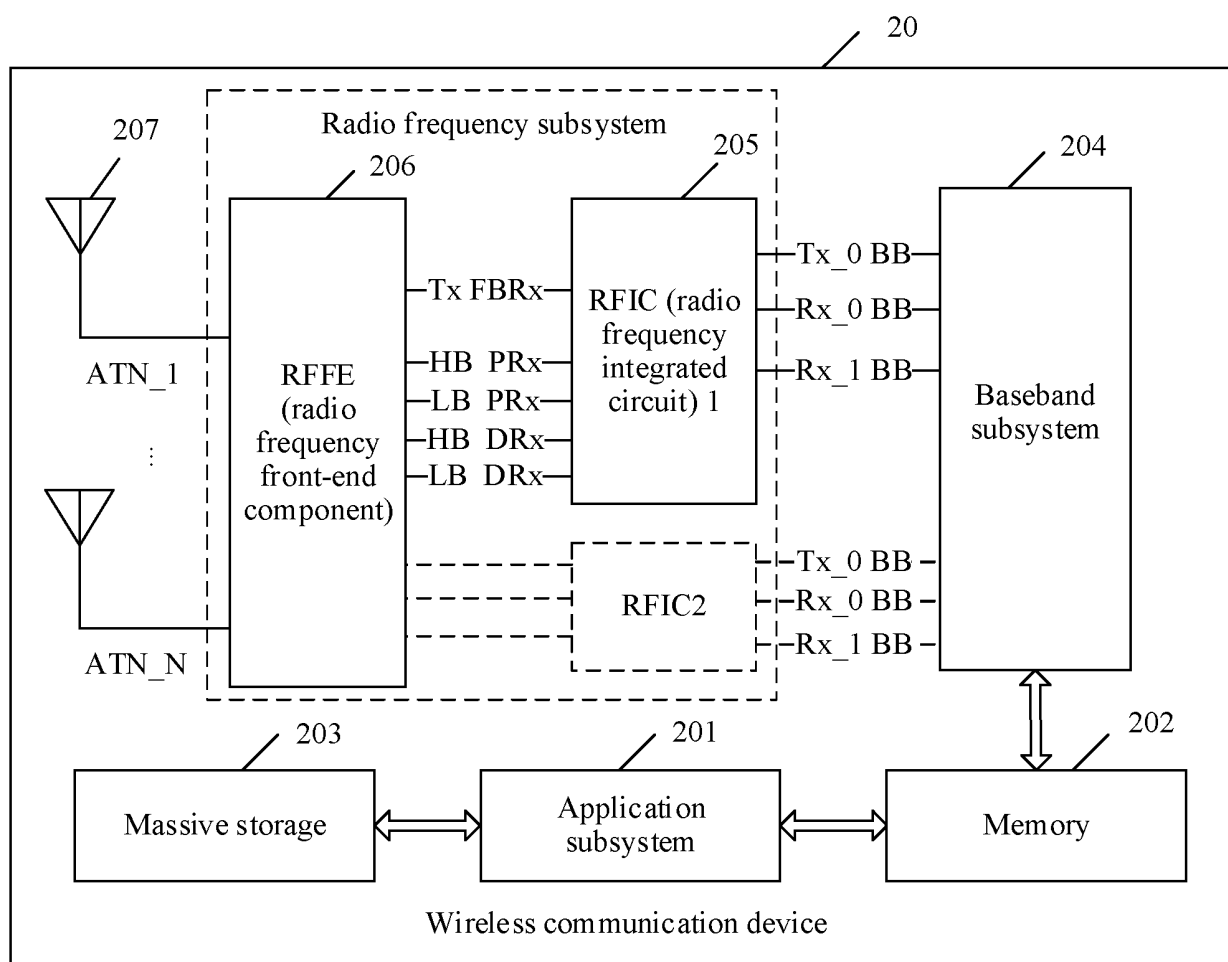 20
Radio frequency subsystem
207
206
205
204
Tx FBRx
HB PRx
LB PRx
HB DRx
LB DRx
RFFE
(radio
frequency
front-end
component)
RFIC (radio
frequency
integrated
circuit) 1
Tx_0 BB
Rx_0 BB
Rx_1 BB
Baseband
subsystem
ATN_1
⋮
ATN_N
RFIC2
Tx_0 BB
Rx_0 BB
Rx_1 BB
203
201
202
Massive storage
Application
subsystem
Memory
Wireless communication device